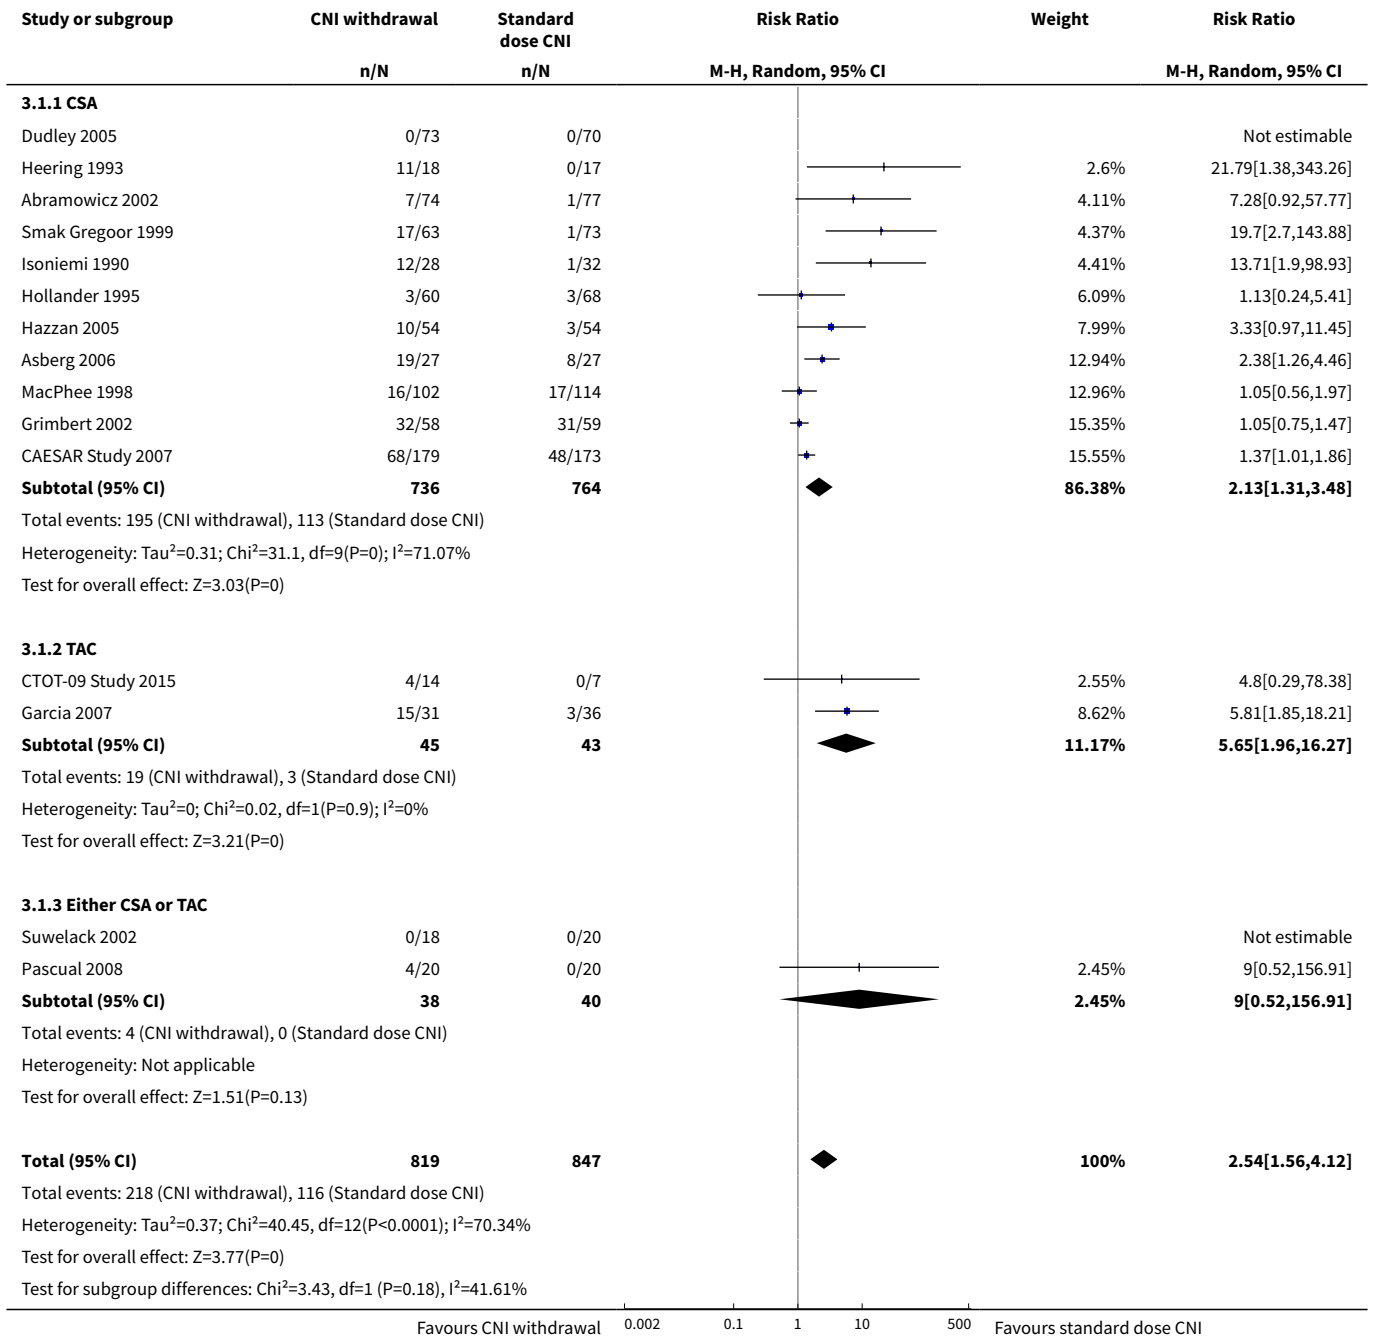 Study or subgroup CNI withdrawal Standard dose CNI Risk Ratio Weight Risk Ratio
n/N n/N M-H, Random, 95% CI M-H, Random, 95% CI
3.1.1 CSA
Dudley 2005 0/73 0/70 Not estimable
Heering 1993 11/18 0/17 2.6% 21.79[1.38,343.26]
Abramowicz 2002 7/74 1/77 4.11% 7.28[0.92,57.77]
Smak Gregoor 1999 17/63 1/73 4.37% 19.7[2.7,143.88]
Isoniemi 1990 12/28 1/32 4.41% 13.71[1.9,98.93]
Hollander 1995 3/60 3/68 6.09% 1.13[0.24,5.41]
Hazzan 2005 10/54 3/54 7.99% 3.33[0.97,11.45]
Asberg 2006 19/27 8/27 12.94% 2.38[1.26,4.46]
MacPhee 1998 16/102 17/114 12.96% 1.05[0.56,1.97]
Grimbert 2002 32/58 31/59 15.35% 1.05[0.75,1.47]
CAESAR Study 2007 68/179 48/173 15.55% 1.37[1.01,1.86]
Subtotal (95% CI) 736 764 86.38% 2.13[1.31,3.48]
Total events: 195 (CNI withdrawal), 113 (Standard dose CNI)
Heterogeneity: Tau²=0.31; Chi²=31.1, df=9(P=0); I²=71.07%
Test for overall effect: Z=3.03(P=0)
3.1.2 TAC
CTOT-09 Study 2015 4/14 0/7 2.55% 4.8[0.29,78.38]
Garcia 2007 15/31 3/36 8.62% 5.81[1.85,18.21]
Subtotal (95% CI) 45 43 11.17% 5.65[1.96,16.27]
Total events: 19 (CNI withdrawal), 3 (Standard dose CNI)
Heterogeneity: Tau²=0; Chi²=0.02, df=1(P=0.9); I²=0%
Test for overall effect: Z=3.21(P=0)
3.1.3 Either CSA or TAC
Suwelack 2002 0/18 0/20 Not estimable
Pascual 2008 4/20 0/20 2.45% 9[0.52,156.91]
Subtotal (95% CI) 38 40 2.45% 9[0.52,156.91]
Total events: 4 (CNI withdrawal), 0 (Standard dose CNI)
Heterogeneity: Not applicable
Test for overall effect: Z=1.51(P=0.13)
Total (95% CI) 819 847 100% 2.54[1.56,4.12]
Total events: 218 (CNI withdrawal), 116 (Standard dose CNI)
Heterogeneity: Tau²=0.37; Chi²=40.45, df=12(P<0.0001); I²=70.34%
Test for overall effect: Z=3.77(P=0)
Test for subgroup differences: Chi²=3.43, df=1 (P=0.18), I²=41.61%
Favours CNI withdrawal 0.002 0.1 1 10 500 Favours standard dose CNI